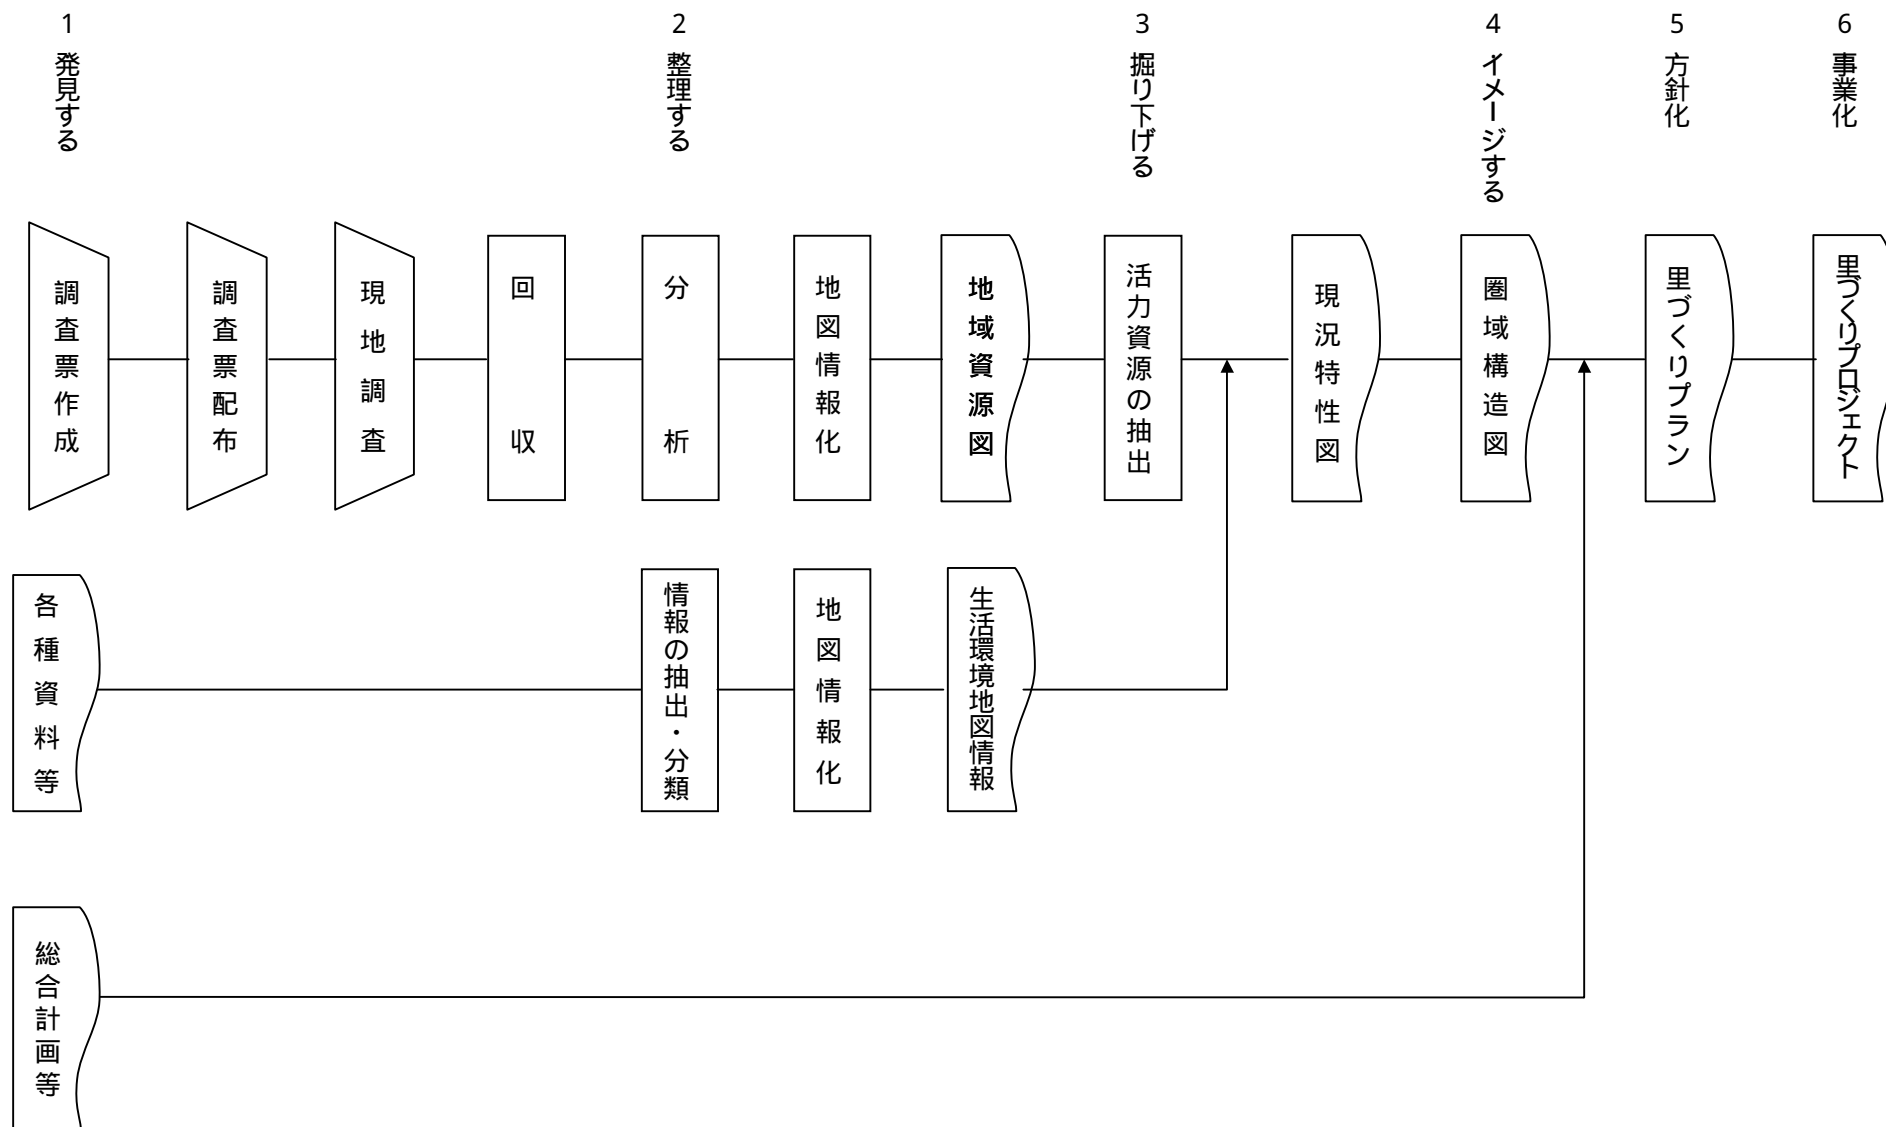 1 発見する
2 整理する
3 掘り下げる
4 イメージする
5 方針化
6 事業化
調査票作成
調査票配布
現地調査
回収
分析
地図情報化
地域資源図
活力資源の抽出
現況特性図
圏域構造図
里づくりプラン
里づくりプロジェクト
各種資料等
情報の抽出・分類
地図情報化
生活環境地図情報
総合計画等